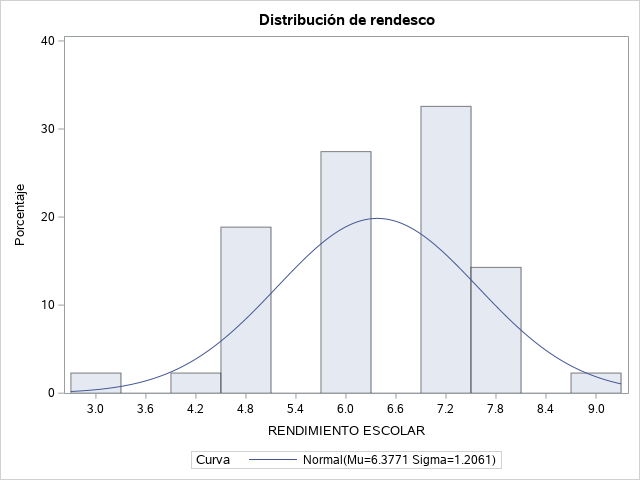 Distribución de rendesco
40
30
20
10
0
Porcentaje
3.0 3.6 4.2 4.8 5.4 6.0 6.6 7.2 7.8 8.4 9.0
RENDIMIENTO ESCOLAR
Curva Normal(Mu=6.3771 Sigma=1.2061)